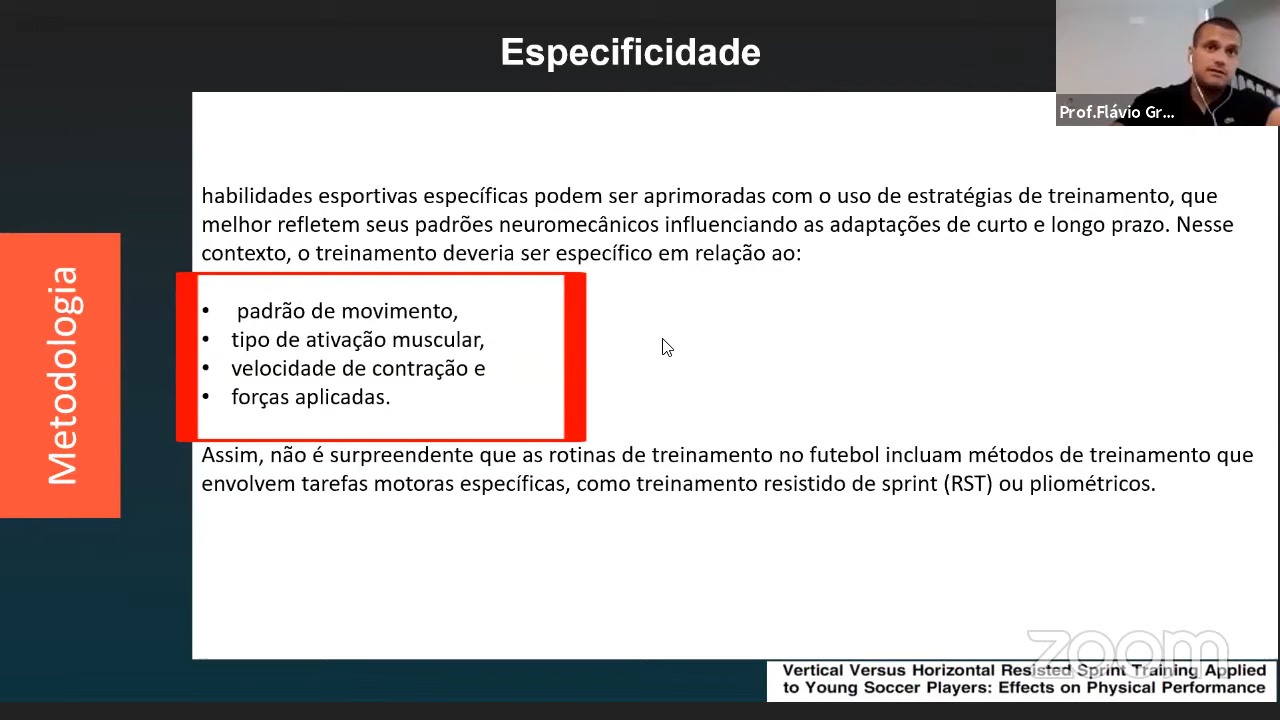 Especificidade
Prof.Flávio Gr...
habilidades esportivas específicas podem ser aprimoradas com o uso de estratégias de treinamento, que
melhor refletem seus padrões neuromecânicos influenciando as adaptações de curto e longo prazo. Nesse
contexto, o treinamento deveria ser específico em relação ao:
• padrão de movimento,
• tipo de ativação muscular,
• velocidade de contração e
• forças aplicadas.
Assim, não é surpreendente que as rotinas de treinamento no futebol incluam métodos de treinamento que
envolvem tarefas motoras específicas, como treinamento resistido de sprint (RST) ou pliométricos.
Metodologia
zoom
Vertical Versus Horizontal Resisted Sprint Training Applied
to Young Soccer Players: Effects on Physical Performance